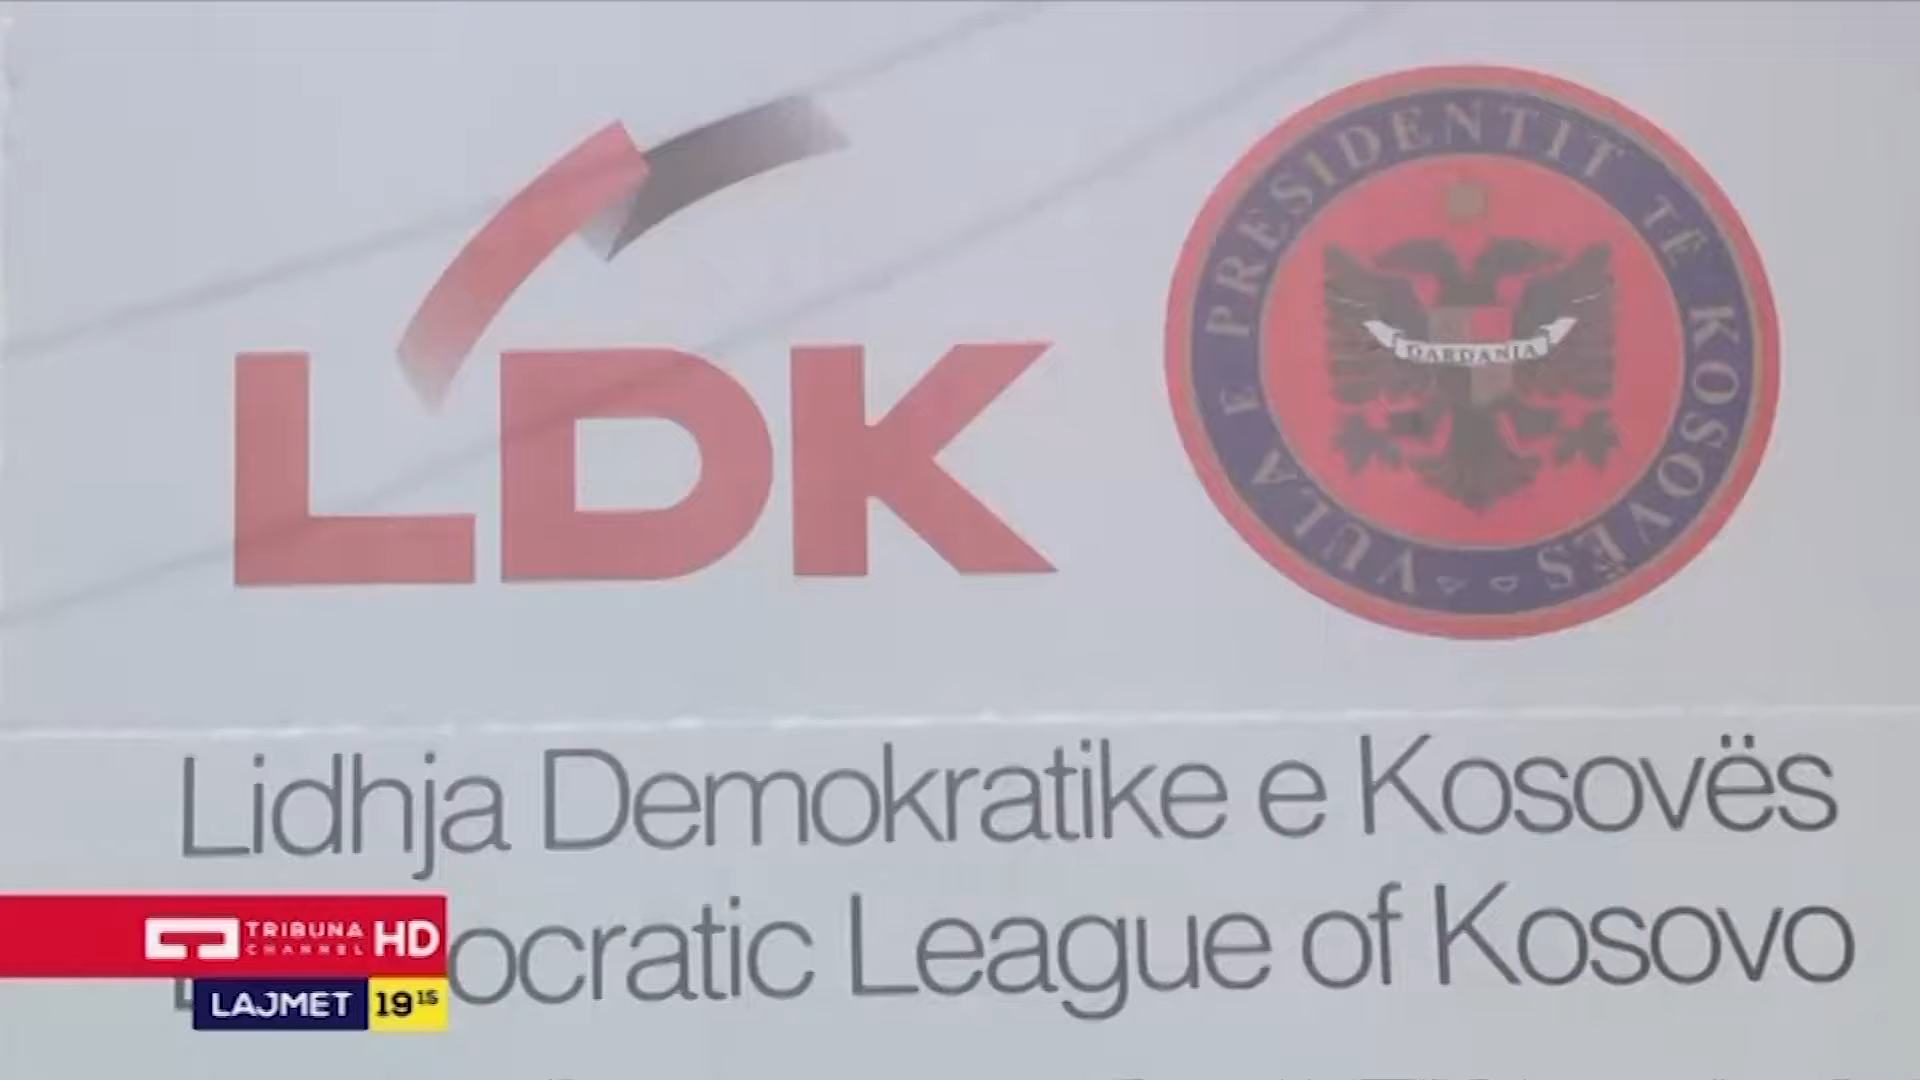 LDK
VULA E PRESIDENTIT TË KOSOVËS
DARDANIA
Lidhja Demokratike e Kosovës
ocratic League of Kosovo
TRIBUNA
CHANNEL
HD
LAJMET 19 15